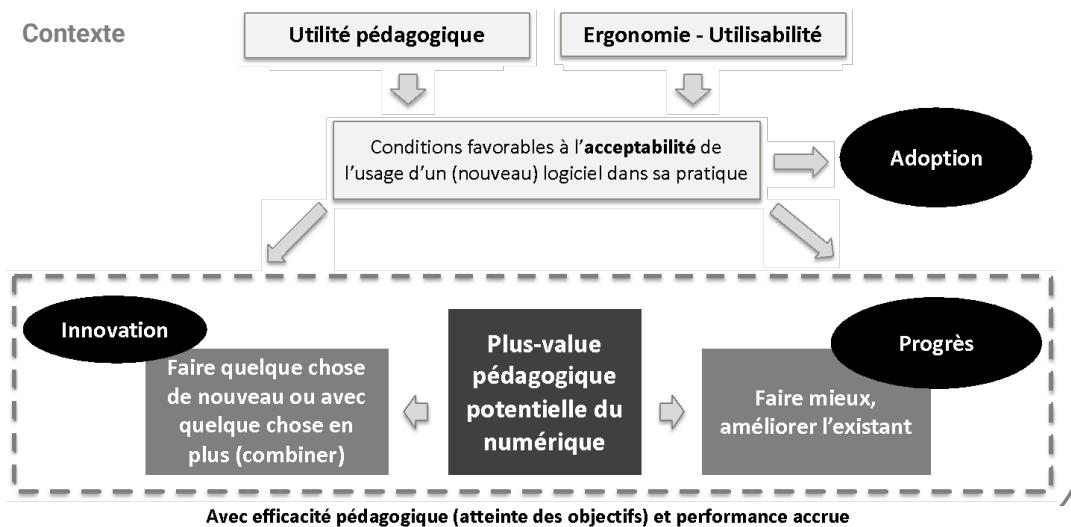 Contexte
Utilité pédagogique
Ergonomie - Utilisabilité
Conditions favorables à l'acceptabilité de
l'usage d'un (nouveau) logiciel dans sa pratique
Adoption
Innovation
Faire quelque chose
de nouveau ou avec
quelque chose en
plus (combiner)
Plus-value
pédagogique
potentielle du
numérique
Progrès
Faire mieux,
améliorer l'existant
Avec efficacité pédagogique (atteinte des objectifs) et performance accrue